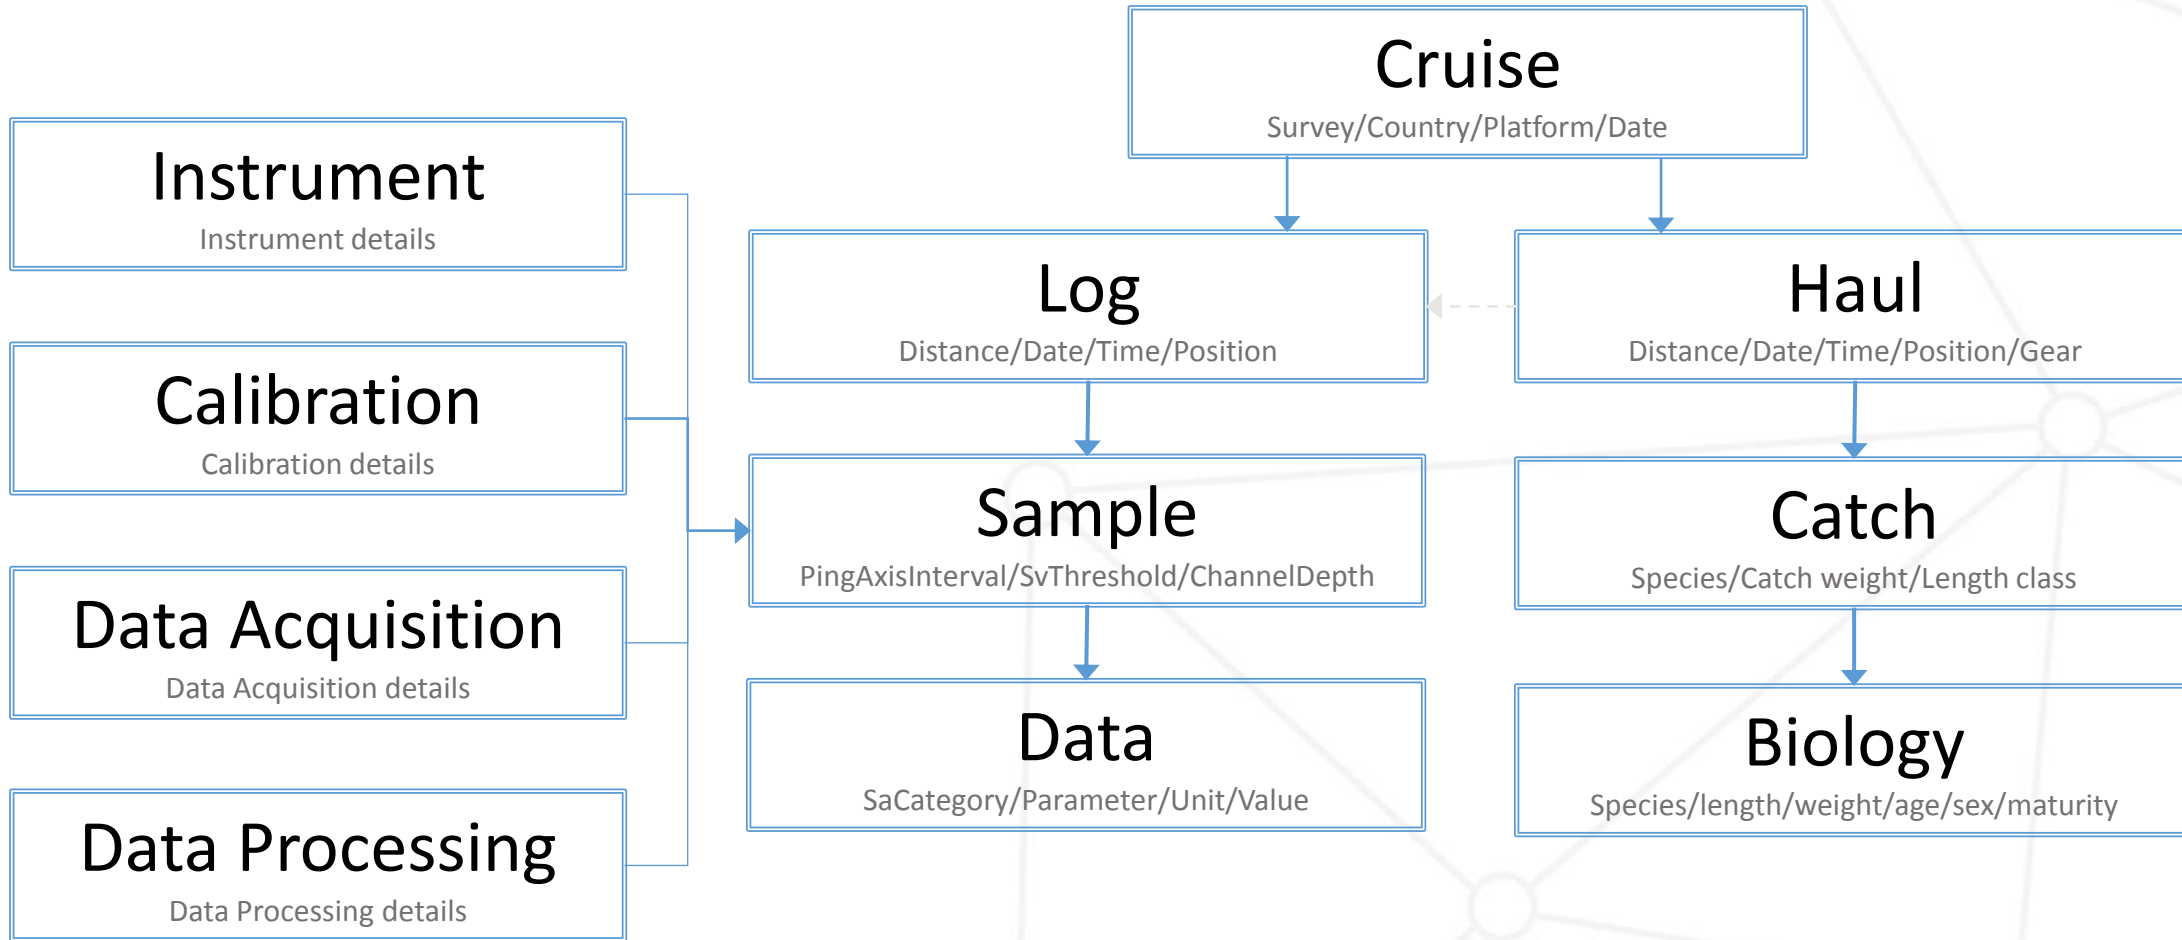 Cruise
Survey/Country/Platform/Date
Instrument
Instrument details
Log
Distance/Date/Time/Position
Haul
Distance/Date/Time/Position/Gear
Calibration
Calibration details
Sample
PingAxisInterval/SvThreshold/ChannelDepth
Catch
Species/Catch weight/Length class
Data Acquisition
Data Acquisition details
Data
SaCategory/Parameter/Unit/Value
Biology
Species/length/weight/age/sex/maturity
Data Processing
Data Processing details